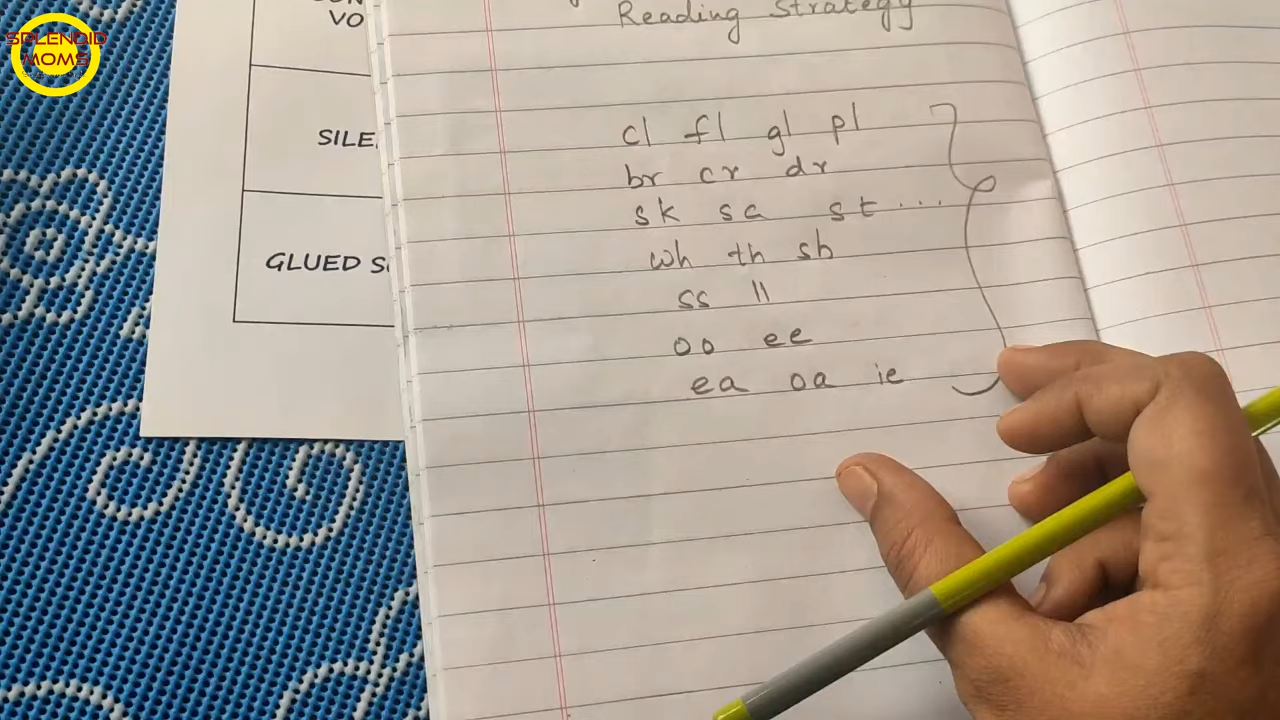 SPLENDID
MOMS
VO
SILE
GLUED S
Reading Strategy
cl fl gl pl
br cr dr
sk sc st ...
wh th sh
ss ll
oo ee
ea oa ie